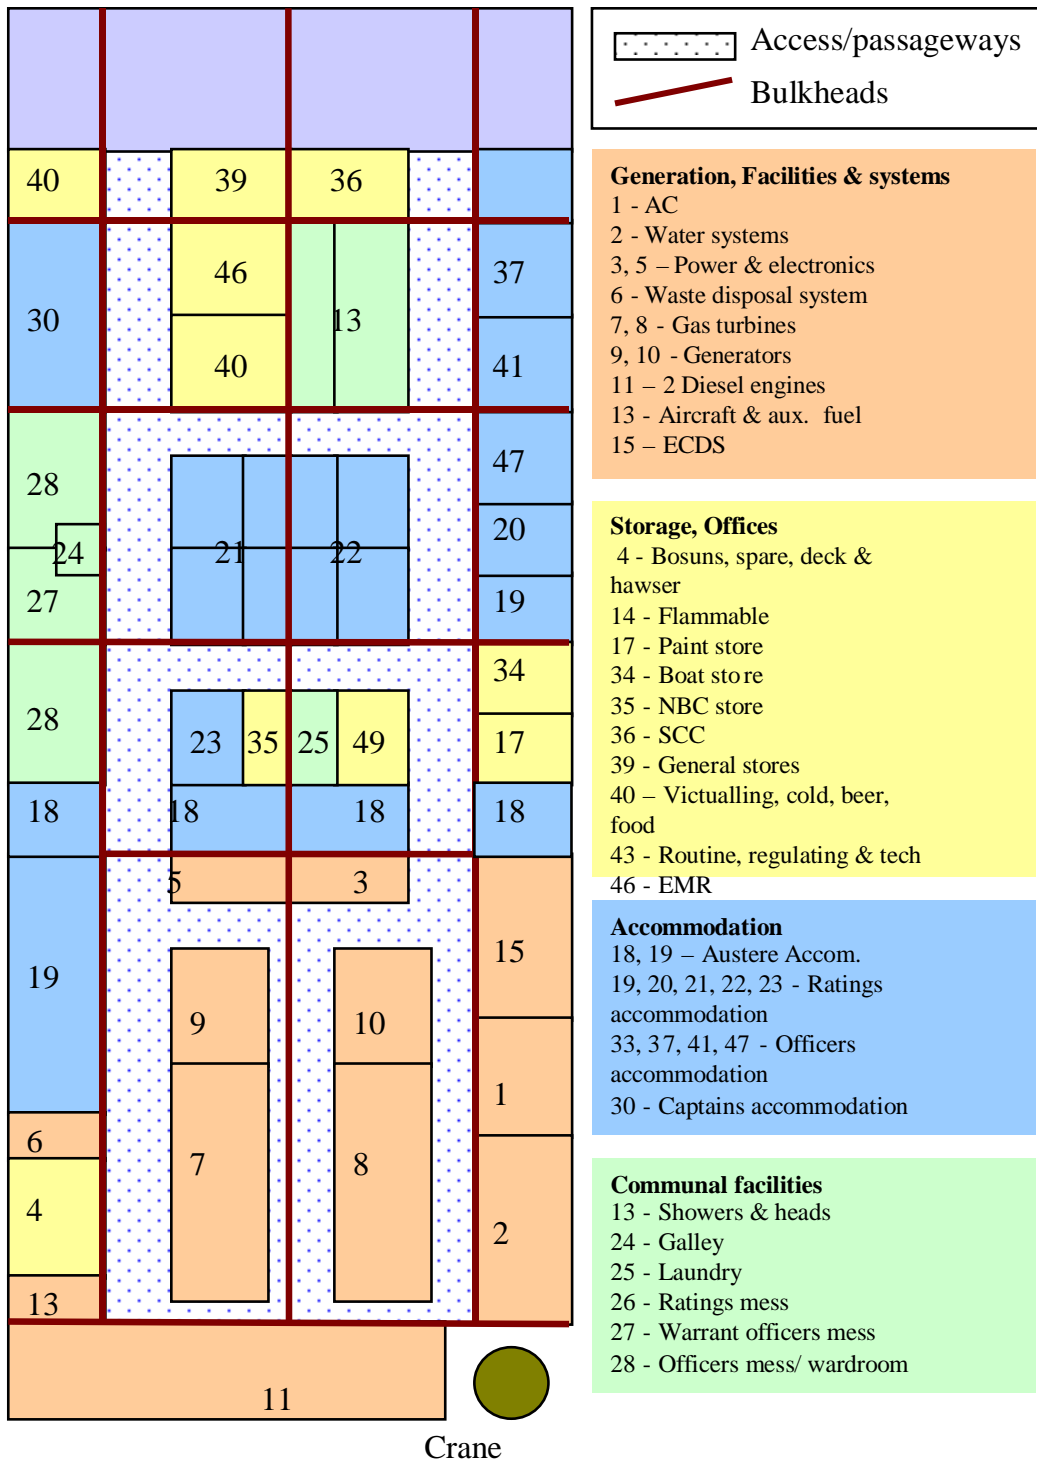 Access/passageways
Bulkheads
40 39 36
46 37
30 13
40 41
28 47
24 21 22 20
27 19
34
28 23 35 25 49 17
18 18 18 18
5 3
19 15
9 10
1
6
7 8
4 2
13
11
Crane
Generation, Facilities & systems
1 - AC
2 - Water systems
3, 5 – Power & electronics
6 - Waste disposal system
7, 8 - Gas turbines
9, 10 - Generators
11 – 2 Diesel engines
13 - Aircraft & aux. fuel
15 – ECDS
Storage, Offices
4 - Bosuns, spare, deck &
hawser
14 - Flammable
17 - Paint store
34 - Boat store
35 - NBC store
36 - SCC
39 - General stores
40 – Victualling, cold, beer,
food
43 - Routine, regulating & tech
46 - EMR
Accommodation
18, 19 – Austere Accom.
19, 20, 21, 22, 23 - Ratings
accommodation
33, 37, 41, 47 - Officers
accommodation
30 - Captains accommodation
Communal facilities
13 - Showers & heads
24 - Galley
25 - Laundry
26 - Ratings mess
27 - Warrant officers mess
28 - Officers mess/ wardroom